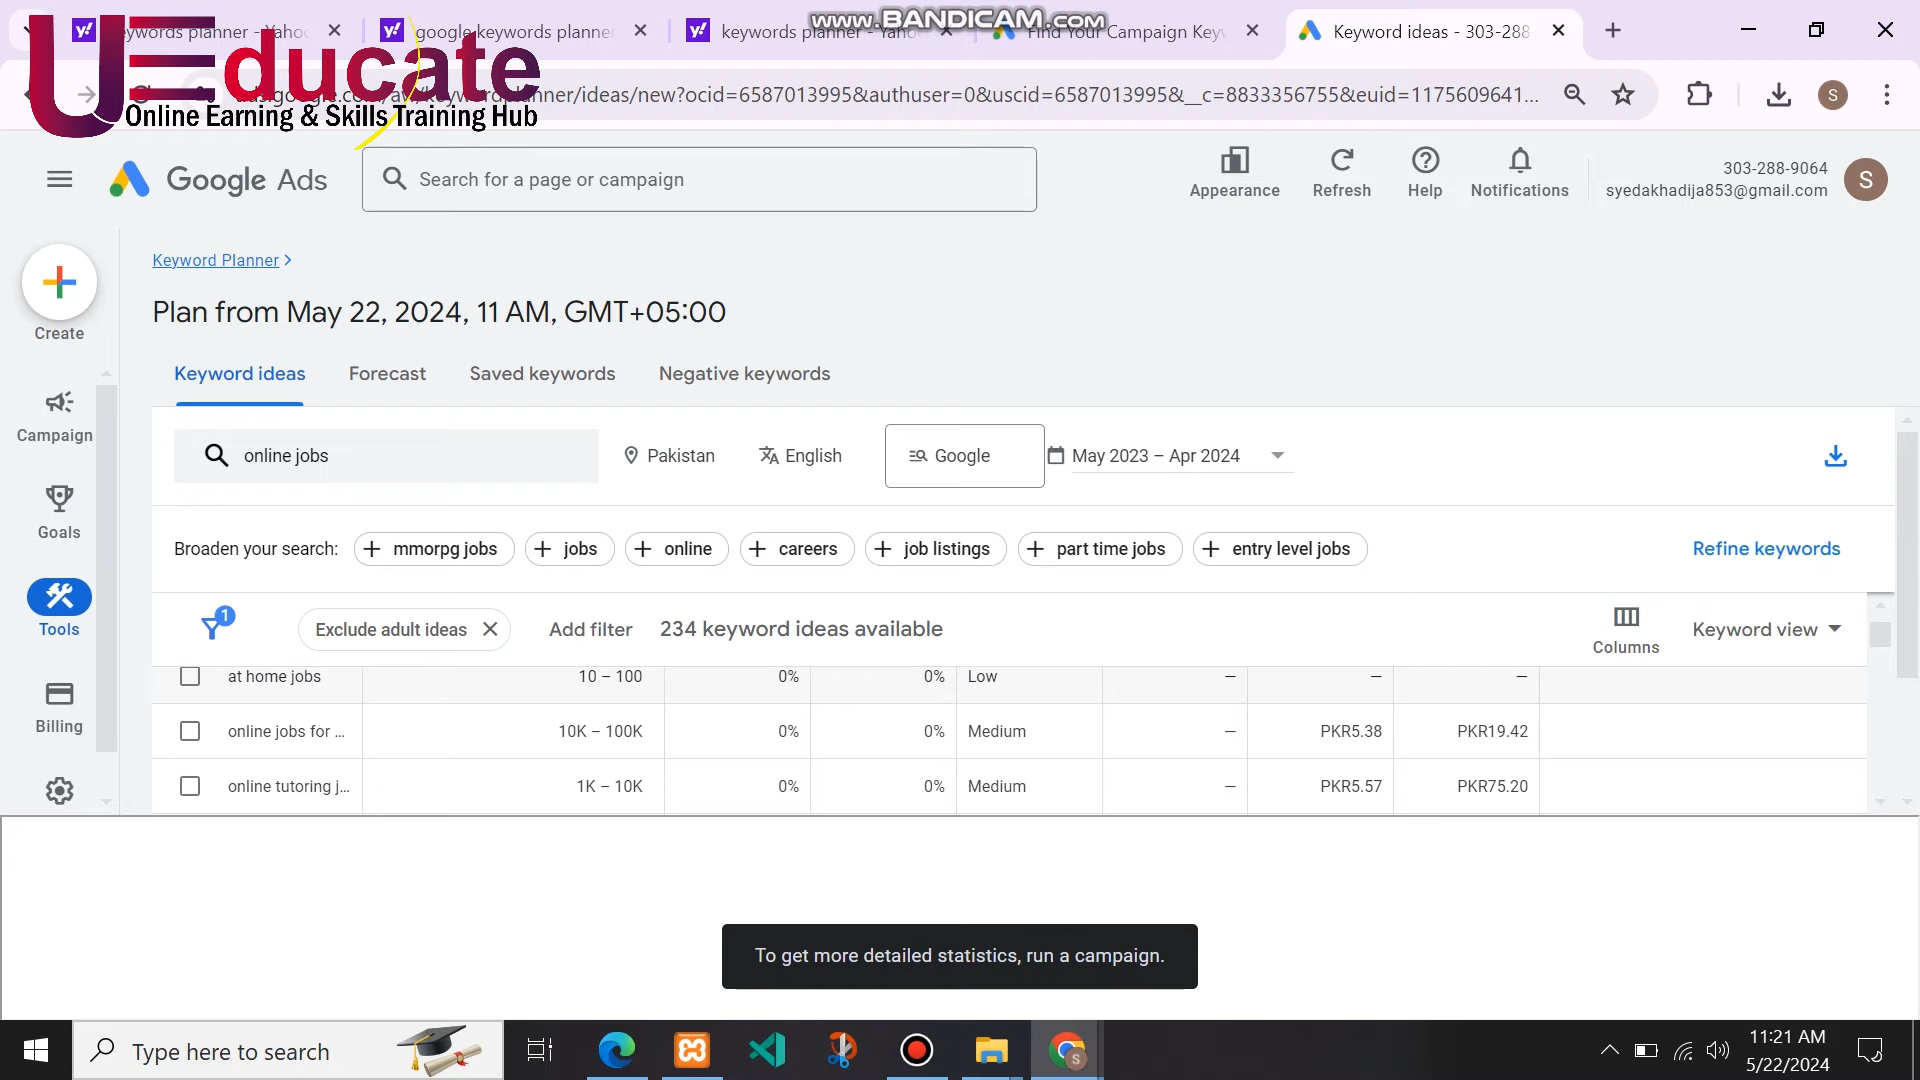 www.BANDICAM.com
ywords planner - Yahoo
google keywords planne
keywords planner - Yaho
Find Your Campaign Keyw
Keyword ideas - 303-288-
UEducate
Online Earning & Skills Training Hub
/keywordplanner/ideas/new?ocid=6587013995&authuser=0&uscid=6587013995&__c=8833356755&euid=1175609641...
S
Google Ads
Search for a page or campaign
Appearance
Refresh
Help
Notifications
303-288-9064
syedakhadija853@gmail.com
S
Create
Campaign
Goals
Tools
Billing
Keyword Planner
Plan from May 22, 2024, 11 AM, GMT+05:00
Keyword ideas
Forecast
Saved keywords
Negative keywords
online jobs
Pakistan
English
Google
May 2023 – Apr 2024
Broaden your search:
mmorpg jobs
jobs
online
careers
job listings
part time jobs
entry level jobs
Refine keywords
1
Exclude adult ideas
Add filter
234 keyword ideas available
Columns
Keyword view
at home jobs 10 – 100 0% 0% Low – – –
online jobs for ... 10K – 100K 0% 0% Medium – PKR5.38 PKR19.42
online tutoring j... 1K – 10K 0% 0% Medium – PKR5.57 PKR75.20
To get more detailed statistics, run a campaign.
Type here to search
S
11:21 AM
5/22/2024